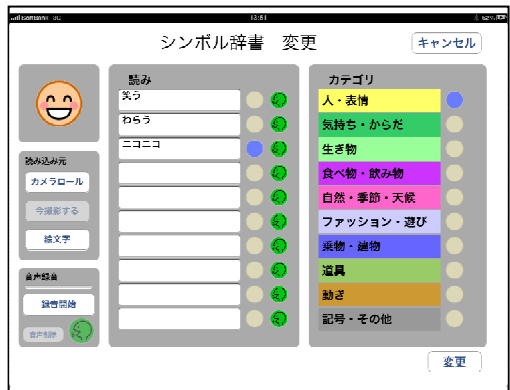 SoftBank 3G
13:51
62%
シンボル辞書 変更
キャンセル
読み
カテゴリ
笑う
わらう
ニコニコ
人・表情
気持ち・からだ
生き物
食べ物・飲み物
自然・季節・天候
ファッション・遊び
乗物・建物
道具
動き
記号・その他
読み込み元
カメラロール
今撮影する
絵文字
音声録音
録音開始
音声削除
変更